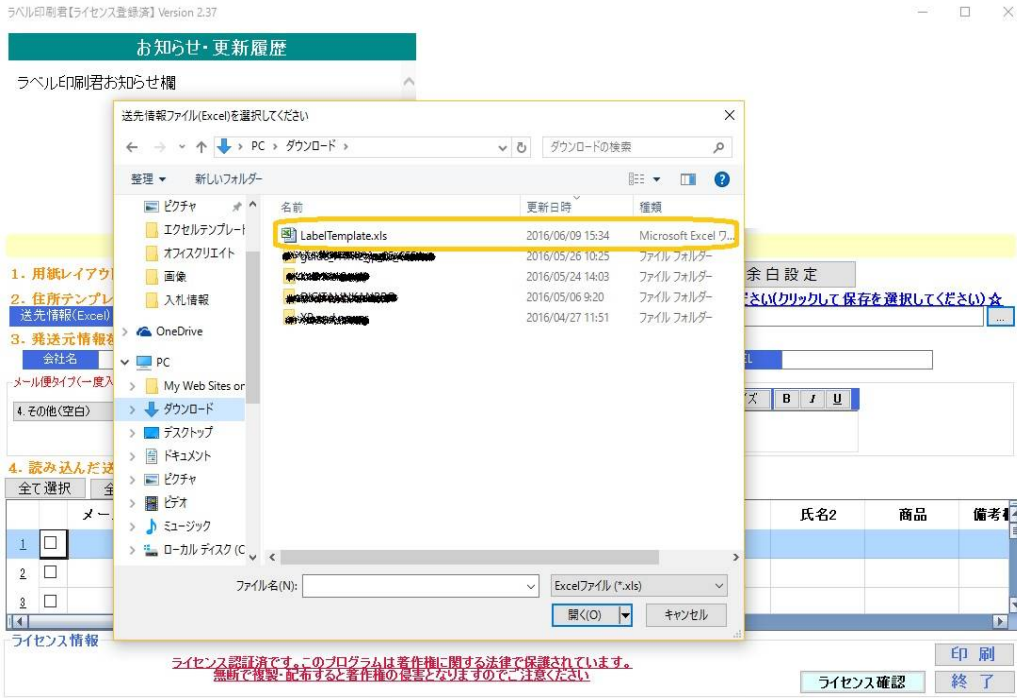 ラベル印刷君【ライセンス登録済】 Version 2.37
お知らせ・更新履歴
ラベル印刷君お知らせ欄
送先情報ファイル(Excel)を選択してください
PC › ダウンロード ›
ダウンロードの検索
整理
新しいフォルダー
ピクチャ
エクセルテンプレート
オフィスクリエイト
画像
入札情報
OneDrive
PC
My Web Sites on
ダウンロード
デスクトップ
ドキュメント
ピクチャ
ビデオ
ミュージック
ローカル ディスク (C
名前 更新日時 種類
LabelTemplate.xls 2016/06/09 15:34 Microsoft Excel ワ...
2016/05/26 10:25 ファイル フォルダー
2016/05/24 14:03 ファイル フォルダー
2016/05/06 9:20 ファイル フォルダー
2016/04/27 11:51 ファイル フォルダー
ファイル名(N):
Excelファイル (*.xls)
開く(O)
キャンセル
1. 用紙レイアウ
余白設定
2. 住所テンプレ
ださい(クリックして保存を選択してください)☆
送先情報(Excel)
...
3. 発送元情報を
会社名
EL
メール便タイプ(一度入
4.その他(空白)
イズ
B I U
4. 読み込んだ送
全て選択
全
メー
氏名2 商品 備考
1
2
3
ライセンス情報
ライセンス認証済です。このプログラムは著作権に関する法律で保護されています。
無断で複製・配布すると著作権の侵害となりますのでご注意ください
印 刷
ライセンス確認
終 了